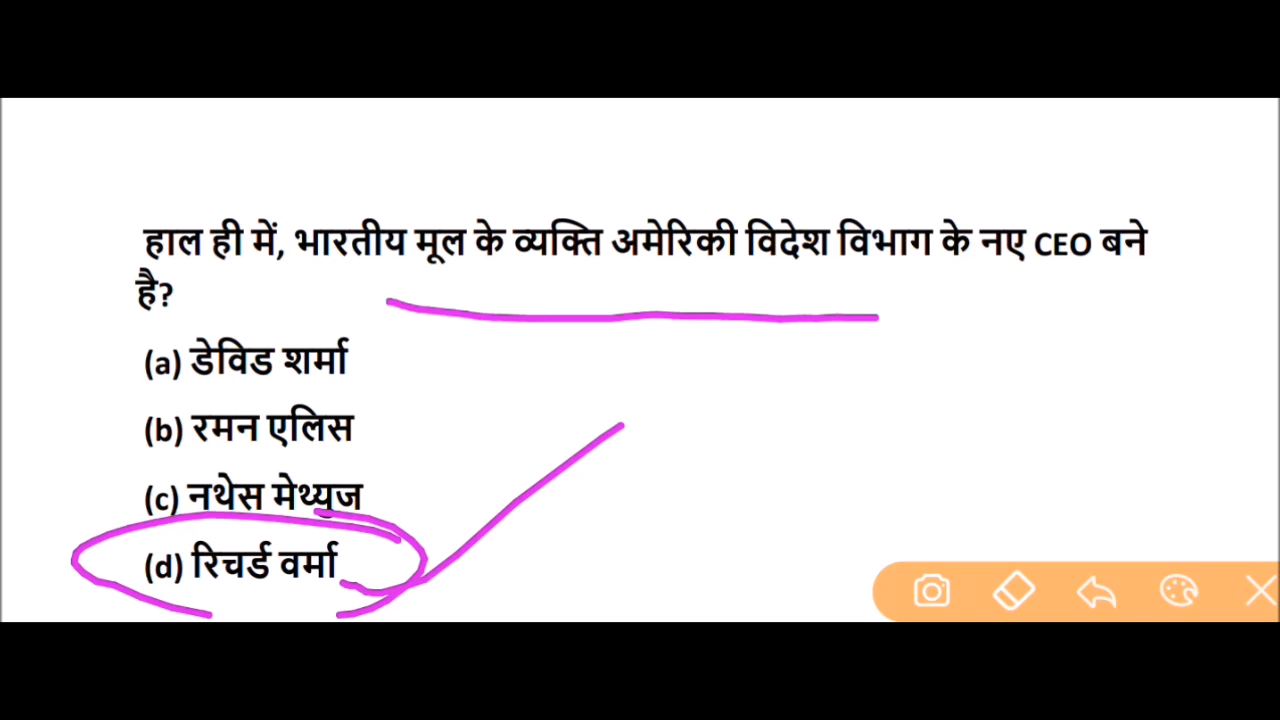 हाल ही में, भारतीय मूल के व्यक्ति अमेरिकी विदेश विभाग के नए CEO बने
है?
(a) डेविड शर्मा
(b) रमन एलिस
(c) नथेस मेथ्युज
(d) रिचर्ड वर्मा